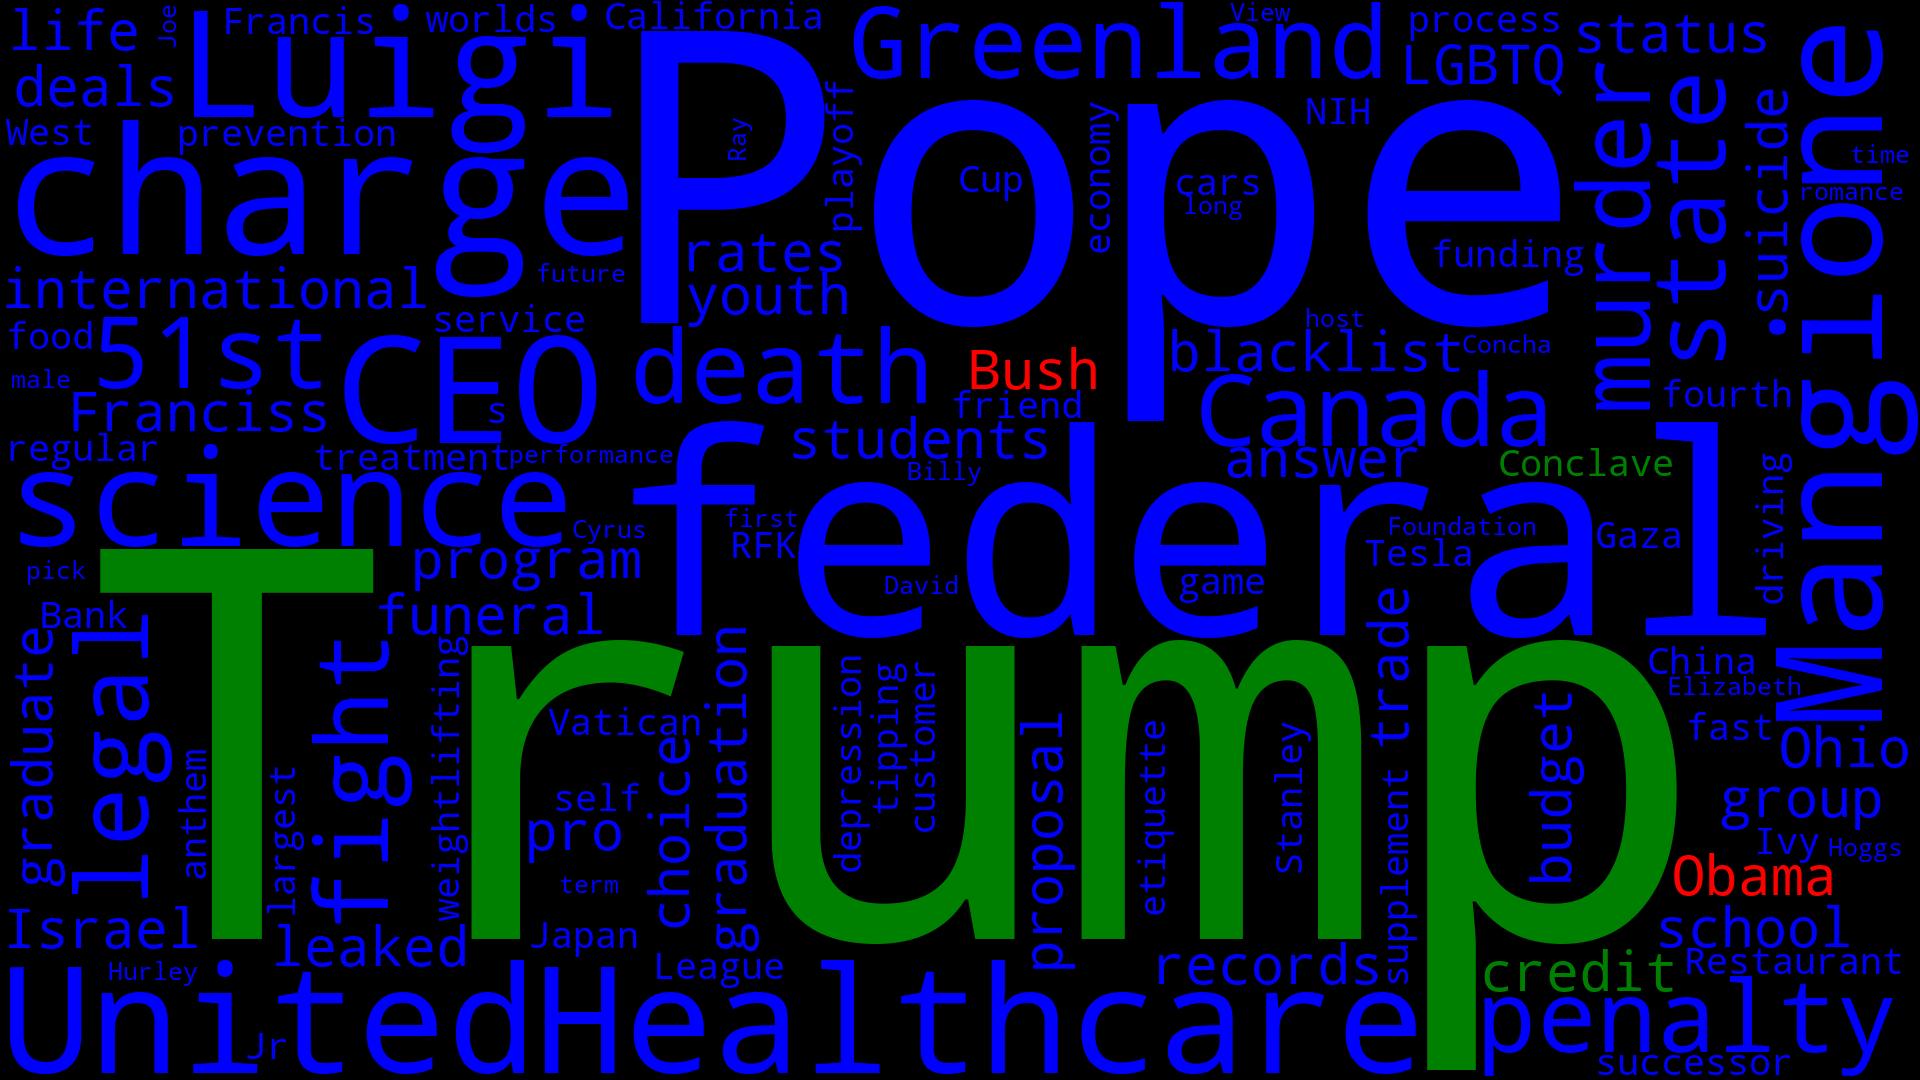 life
Joe
Francis
worlds
California
View
process
status
Luigi
Greenland
LGBTQ
deals
Pope
West
prevention
charge
Ray
playoff
Cup
economy
cars
long
NIH
funding
murder
state
suicide
time
romance
Mangione
rates
youth
future
international
service
food
51st
CEO
s
male
Franciss
death
Bush
friend
host
blacklist
Concha
Canada
fourth
regular
treatment
performance
students
Billy
answer
Conclave
science
Cyrus
federal
first
RFK
David
game
Foundation
Tesla
Gaza
driving
program
pick
Bank
funeral
Trump
graduate
legal
anthem
largest
fight
weightlifting
Vatican
self
pro
term
choice
graduation
depression
tipping
customer
proposal
etiquette
Stanley
trade
supplement
budget
China
Elizabeth
fast
Ohio
group
Ivy
Hoggs
Obama
school
Israel
leaked
Japan
League
records
credit
Restaurant
Hurley
UnitedHealthcare
Jr
penalty
successor